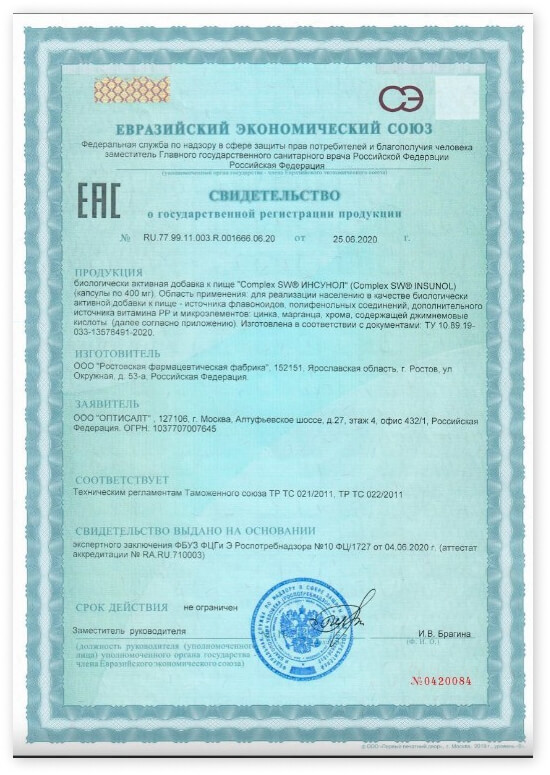 СЭ
ЕВРАЗИЙСКИЙ ЭКОНОМИЧЕСКИЙ СОЮЗ
Федеральная служба по надзору в сфере защиты прав потребителей и благополучия человека
заместитель Главного государственного санитарного врача Российской Федерации
Российская Федерация
(уполномоченный орган государства - члена Евразийского экономического союза)
ЕАС
СВИДЕТЕЛЬСТВО
о государственной регистрации продукции
№ RU.77.99.11.003.R.001666.06.20 от 25.06.2020 г.
ПРОДУКЦИЯ
биологически активная добавка к пище "Complex SW® ИНСУНОЛ" (Complex SW® INSUNOL)
(капсулы по 400 мг). Область применения: для реализации населению в качестве биологически
активной добавки к пище - источника флавоноидов, полифенольных соединений, дополнительного
источника витамина РР и микроэлементов: цинка, марганца, хрома, содержащей джимнемовые
кислоты (далее согласно приложению). Изготовлена в соответствии с документами: ТУ 10.89.19-
033-13578491-2020.
ИЗГОТОВИТЕЛЬ
ООО "Ростовская фармацевтическая фабрика", 152151, Ярославская область, г. Ростов, ул
Окружная, д. 53-а, Российская Федерация.
ЗАЯВИТЕЛЬ
ООО "ОПТИСАЛТ" , 127106, г. Москва, Алтуфьевское шоссе, д.27, этаж 4, офис 432/1, Российская
Федерация. ОГРН: 1037707007645
СООТВЕТСТВУЕТ
Техническим регламентам Таможенного союза ТР ТС 021/2011, ТР ТС 022/2011
СВИДЕТЕЛЬСТВО ВЫДАНО НА ОСНОВАНИИ
экспертного заключения ФБУЗ ФЦГи Э Роспотребнадзора №10 ФЦ/1727 от 04.06.2020 г. (аттестат
аккредитации № RA.RU.710003)
СРОК ДЕЙСТВИЯ не ограничен
Заместитель руководителя И.В. Брагина
(должность руководителя (уполномоченного (Ф. И. О.)
лица) уполномоченного органа государства -
члена Евразийского экономического союза)
№0420084